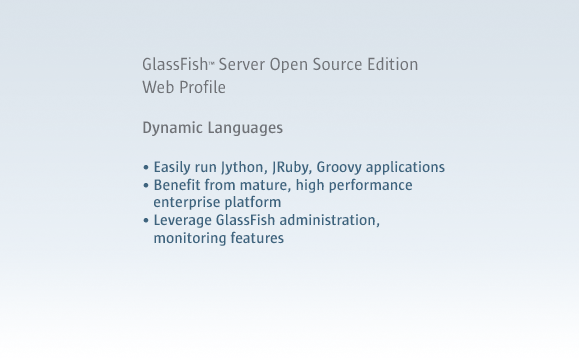 GlassFish™ Server Open Source Edition
Web Profile
Dynamic Languages
• Easily run Jython, JRuby, Groovy applications
• Benefit from mature, high performance
enterprise platform
• Leverage GlassFish administration,
monitoring features